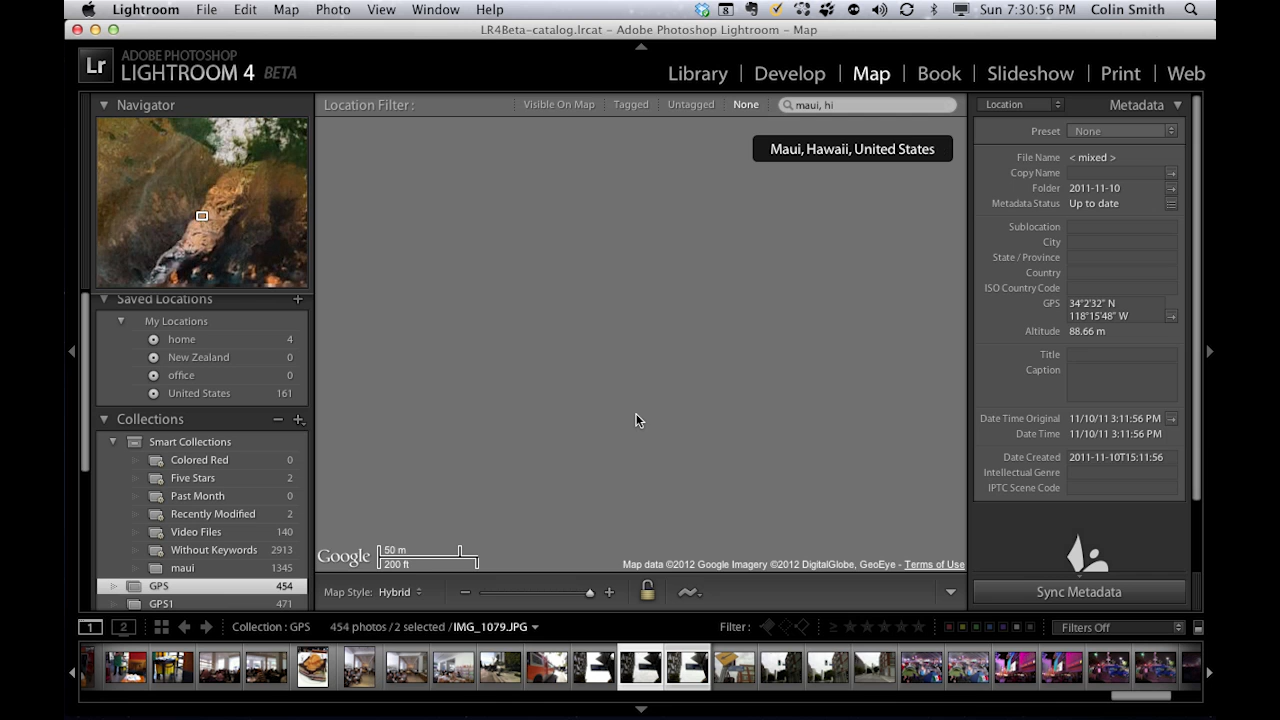 Lightroom File Edit Map Photo View Window Help 8 Sun 7:30:56 PM Colin Smith
LR4Beta-catalog.lrcat – Adobe Photoshop Lightroom – Map
Lr ADOBE PHOTOSHOP
LIGHTROOM 4 BETA
Library | Develop | Map | Book | Slideshow | Print | Web
Navigator
Location Filter : Visible On Map Tagged Untagged None maui, hi
Location Metadata
Maui, Hawaii, United States
Preset None
File Name < mixed >
Copy Name
Folder 2011-11-10
Metadata Status Up to date
Sublocation
City
State / Province
Country
ISO Country Code
GPS 34°2'32" N
118°15'48" W
Altitude 88.66 m
Title
Caption
Date Time Original 11/10/11 3:11:56 PM
Date Time 11/10/11 3:11:56 PM
Date Created 2011-11-10T15:11:56
Intellectual Genre
IPTC Scene Code
Saved Locations
My Locations
home 4
New Zealand 0
office 0
United States 161
Collections
Smart Collections
Colored Red 0
Five Stars 2
Past Month 0
Recently Modified 2
Video Files 140
Without Keywords 2913
maui 1345
GPS 454
GPS1 471
Google 50 m
200 ft
Map data ©2012 Google Imagery ©2012 DigitalGlobe, GeoEye - Terms of Use
Map Style: Hybrid
Sync Metadata
1 2 Collection : GPS 454 photos / 2 selected / IMG_1079.JPG Filter : Filters Off